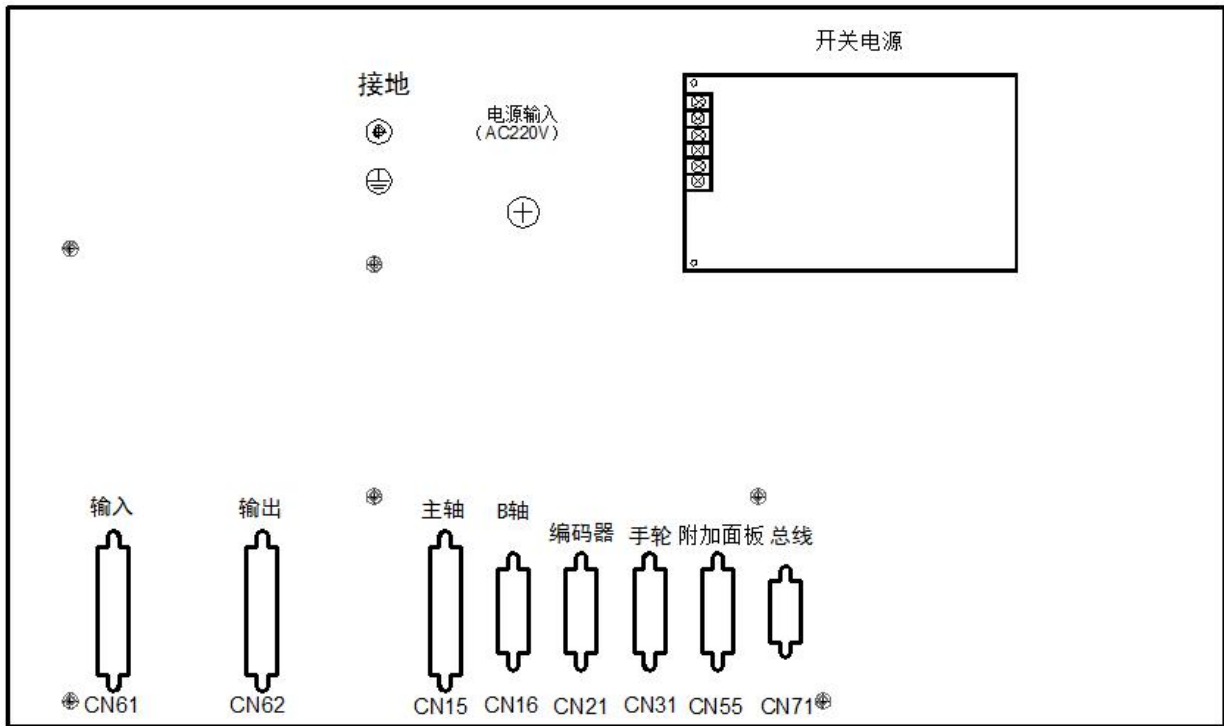 开关电源
接地
电源输入
(AC220V)
输入
输出
主轴
B轴
编码器
手轮
附加面板
总线
CN61
CN62
CN15
CN16
CN21
CN31
CN55
CN71